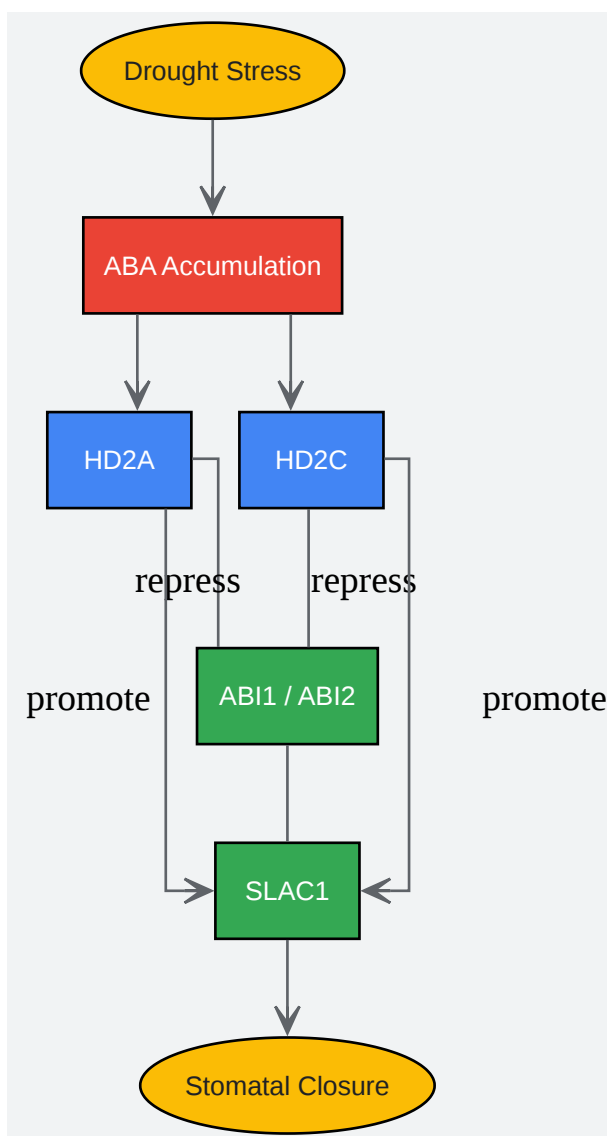 Drought Stress
ABA Accumulation
HD2A
HD2C
repress
repress
ABI1 / ABI2
promote
promote
SLAC1
Stomatal Closure